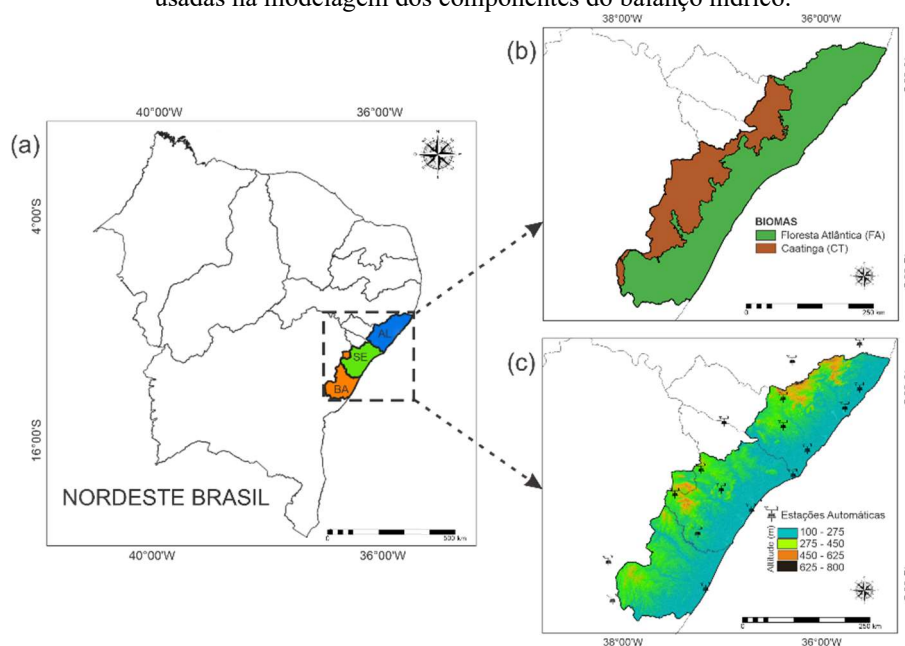 usadas na modelagem dos componentes do balanço hídrico.
(a)
40°00'W
36°00'W
4°00'S
16°00'S
AL
SE
BA
NORDESTE BRASIL
500 km
40°00'W
36°00'W
(b)
38°00'W
36°00'W
BIOMAS
Floresta Atlântica (FA)
Caatinga (CT)
0
250 km
(c)
Estações Automáticas
Altitude (m)
100 - 275
275 - 450
450 - 625
625 - 800
0
250 km
38°00'W
36°00'W